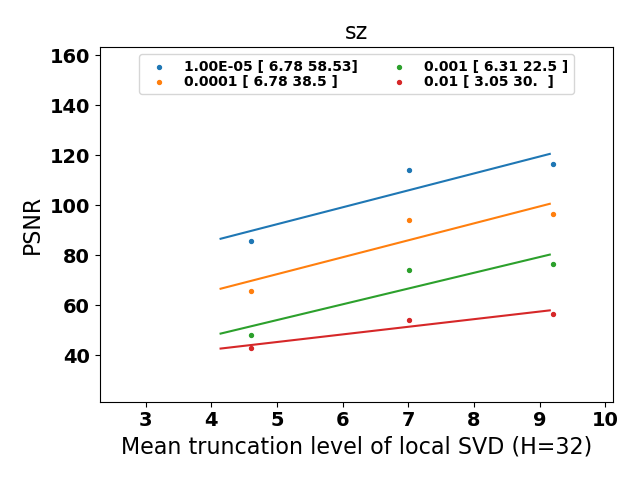 sz
160
140
120
100
80
60
40
PSNR
1.00E-05 [ 6.78 58.53]
0.0001 [ 6.78 38.5 ]
0.001 [ 6.31 22.5 ]
0.01 [ 3.05 30.  ]
3 4 5 6 7 8 9 10
Mean truncation level of local SVD (H=32)